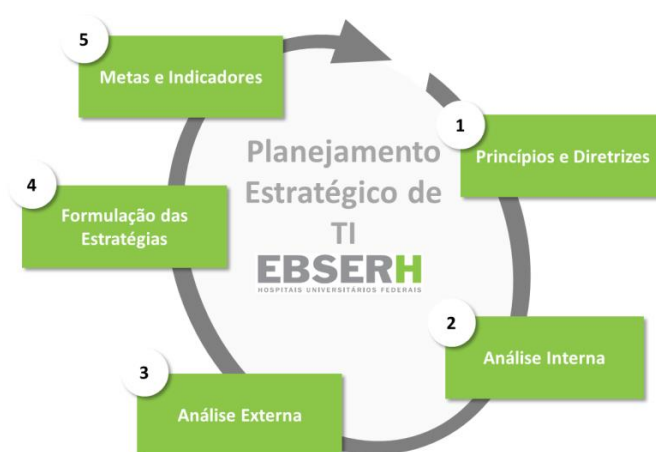 5
Metas e Indicadores
1
Princípios e Diretrizes
Planejamento
Estratégico de
TI
EBSERH
HOSPITAIS UNIVERSITÁRIOS FEDERAIS
4
Formulação das
Estratégias
2
Análise Interna
3
Análise Externa